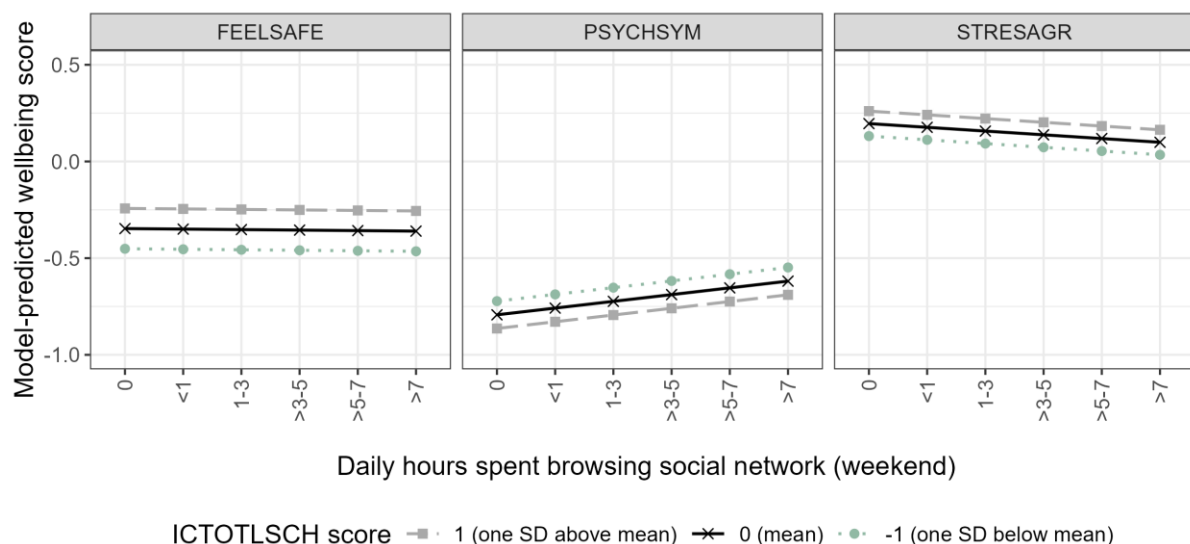 FEELSAFE PSYCHSYM STRESAGR
Model-predicted wellbeing score
0.5
0.0
-0.5
-1.0
0 <1 1-3 >3-5 >5-7 >7 0 <1 1-3 >3-5 >5-7 >7 0 <1 1-3 >3-5 >5-7 >7
Daily hours spent browsing social network (weekend)
ICTOTLSCH score 1 (one SD above mean) 0 (mean) -1 (one SD below mean)